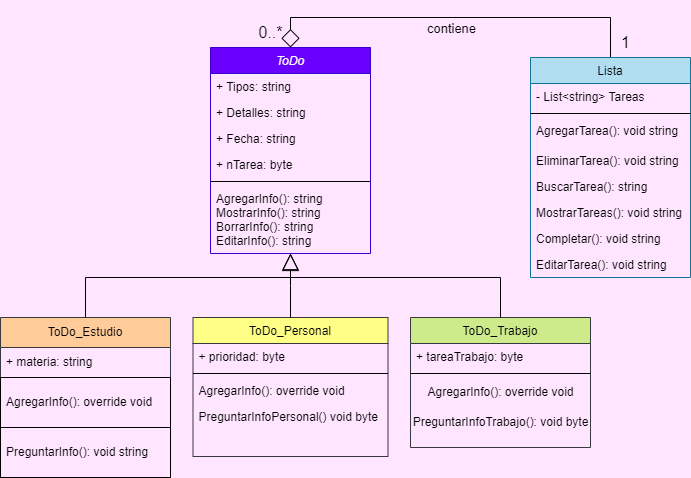 0..*
contiene
1
ToDo
+ Tipos: string
+ Detalles: string
+ Fecha: string
+ nTarea: byte
AgregarInfo(): string
MostrarInfo(): string
BorrarInfo(): string
EditarInfo(): string
Lista
- List<string> Tareas
AgregarTarea(): void string
EliminarTarea(): void string
BuscarTarea(): string
MostrarTareas(): void string
Completar(): void string
EditarTarea(): void string
ToDo_Estudio
+ materia: string
AgregarInfo(): override void
PreguntarInfo(): void string
ToDo_Personal
+ prioridad: byte
AgregarInfo(): override void
PreguntarInfoPersonal() void byte
ToDo_Trabajo
+ tareaTrabajo: byte
AgregarInfo(): override void
PreguntarInfoTrabajo(): void byte